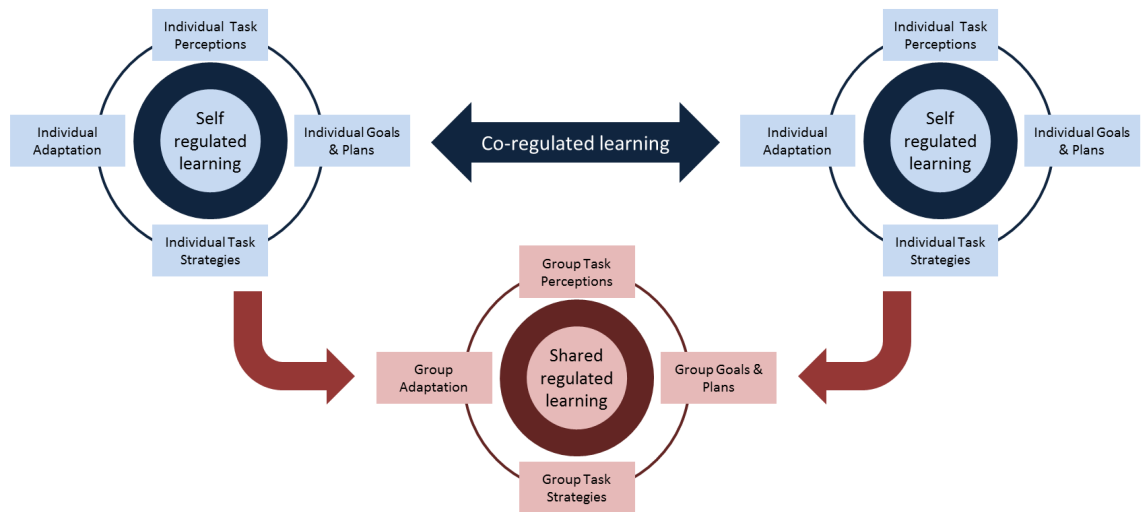 Individual Task
Perceptions
Self
regulated
learning
Individual
Adaptation
Individual Goals
& Plans
Individual Task
Strategies
Co-regulated learning
Individual Task
Perceptions
Self
regulated
learning
Individual
Adaptation
Individual Goals
& Plans
Individual Task
Strategies
Group Task
Perceptions
Shared
regulated
learning
Group
Adaptation
Group Goals &
Plans
Group Task
Strategies